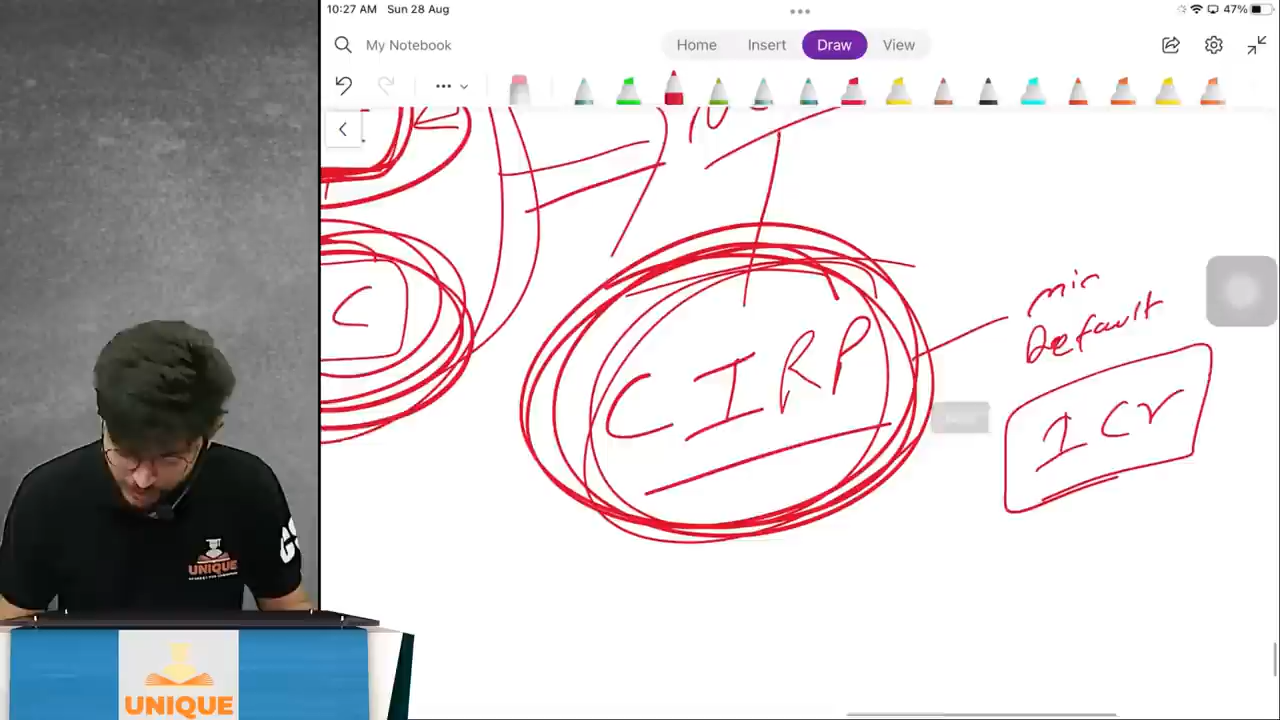 10:27 AM Sun 28 Aug
47%
My Notebook
Home Insert Draw View
C
CIRP
min
Default
1 Cr
UNIQUE
UNIQUE